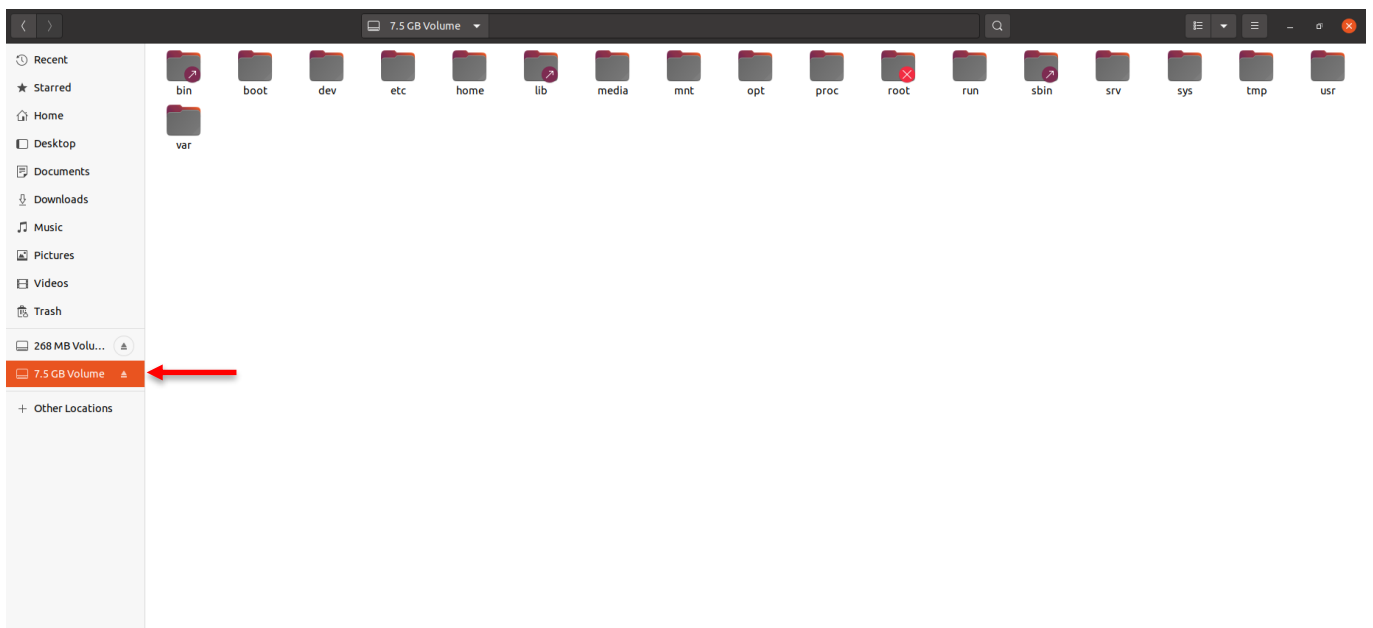 7.5 GB Volume
Recent
Starred
Home
Desktop
Documents
Downloads
Music
Pictures
Videos
Trash
268 MB Volu...
7.5 GB Volume
Other Locations
bin boot dev etc home lib media mnt opt proc root run sbin srv sys tmp usr
var